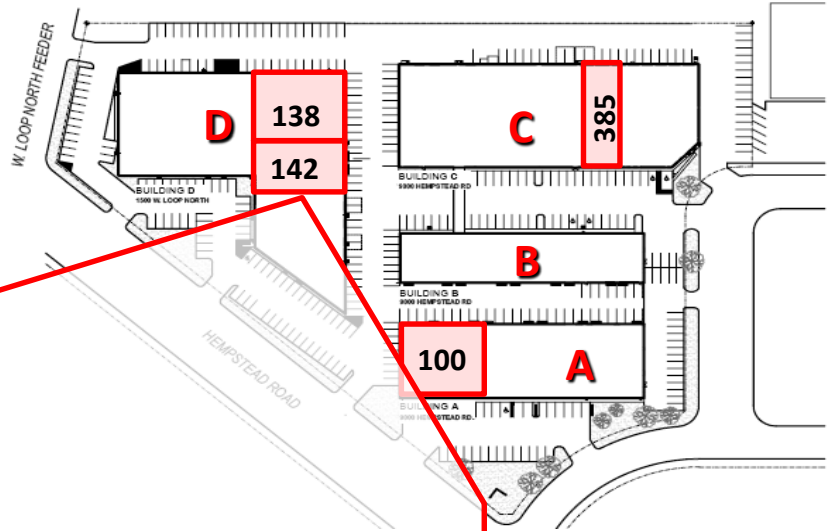 W. LOOP NORTH FEEDER
D
138
142
C
385
BUILDING D
1500 W. LOOP NORTH
BUILDING C
9000 HEMPSTEAD RD
B
BUILDING B
9000 HEMPSTEAD RD
100
A
HEMPSTEAD ROAD
BUILDING A
9000 HEMPSTEAD RD.